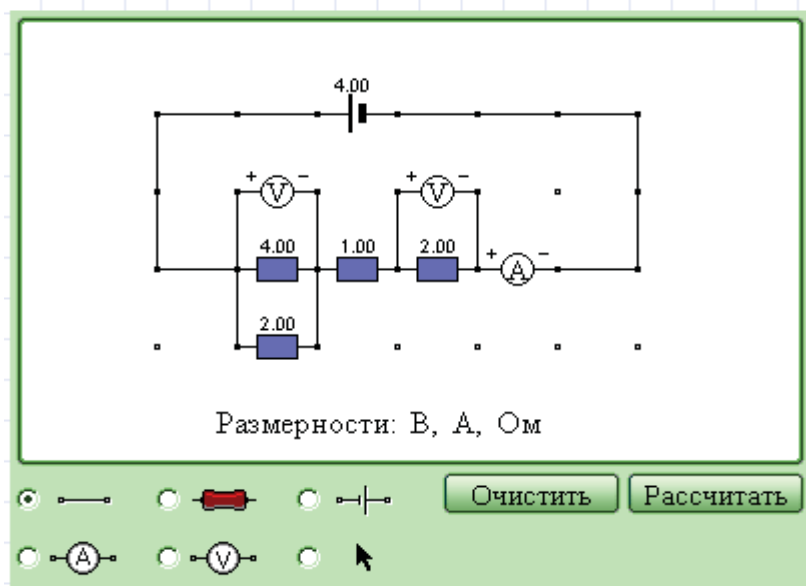 4.00
+ V − + V −
4.00 1.00 2.00
+ A −
2.00
Размерности: В, А, Ом
Очистить Рассчитать
A V